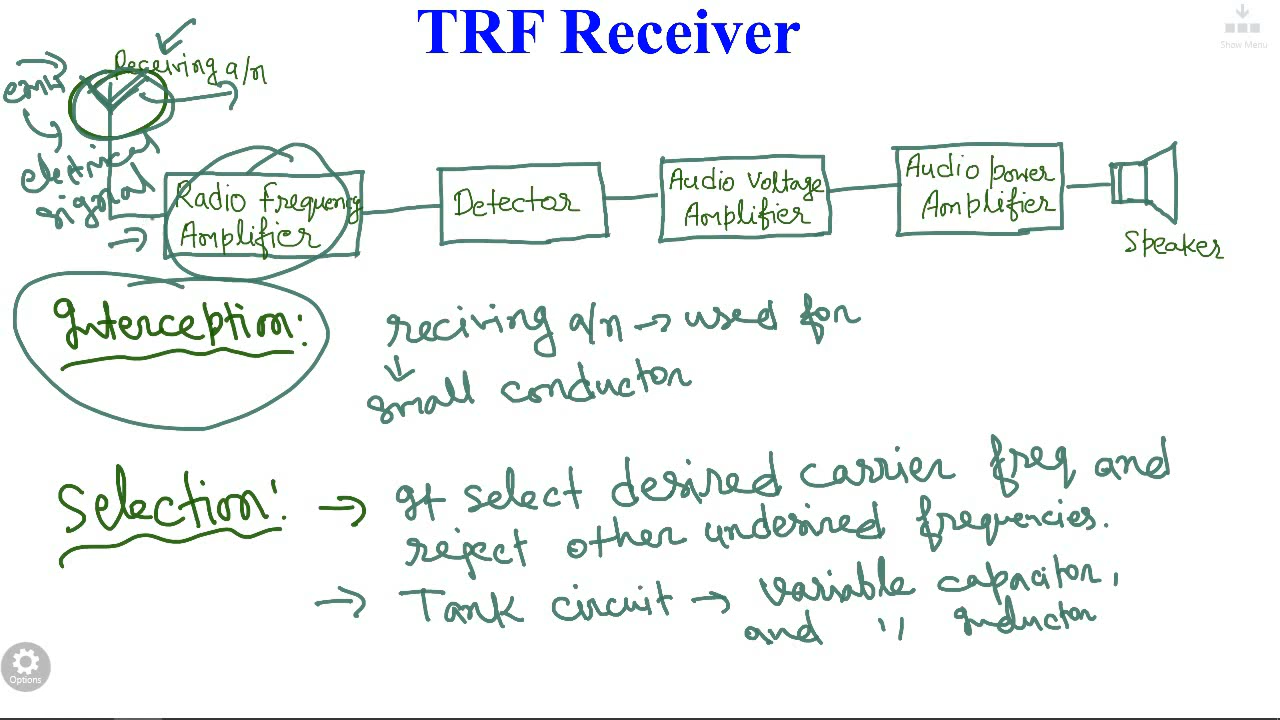 TRF Receiver
Show Menu
Receiving a/n
emw
electrical
signal
Radio frequency
Amplifier
Detector
Audio Voltage
Amplifier
Audio power
Amplifier
Speaker
Interception:
reciving a/n → used for
↓
small conductor
Selection: → It select desired carrier freq and
reject other undesired frequencies.
→ Tank circuit → variable capacitor,
and '' inductor
Options